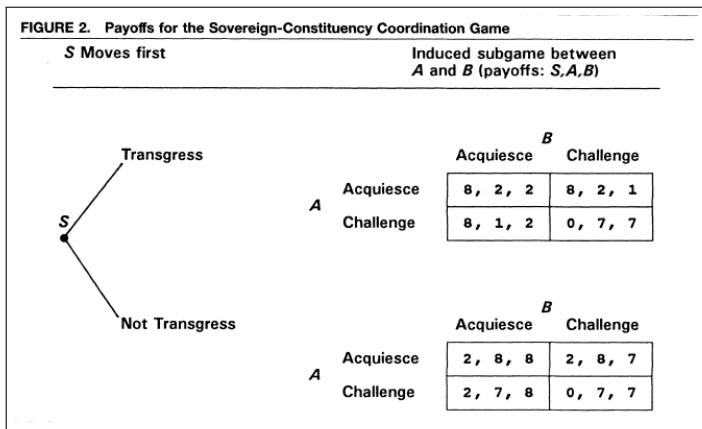 FIGURE 2. Payoffs for the Sovereign-Constituency Coordination Game
S Moves first Induced subgame between
A and B (payoffs: S,A,B)
B
Transgress Acquiesce Challenge
Acquiesce 8, 2, 2 8, 2, 1
A
Challenge 8, 1, 2 0, 7, 7
S
B
Not Transgress Acquiesce Challenge
Acquiesce 2, 8, 8 2, 8, 7
A
Challenge 2, 7, 8 0, 7, 7